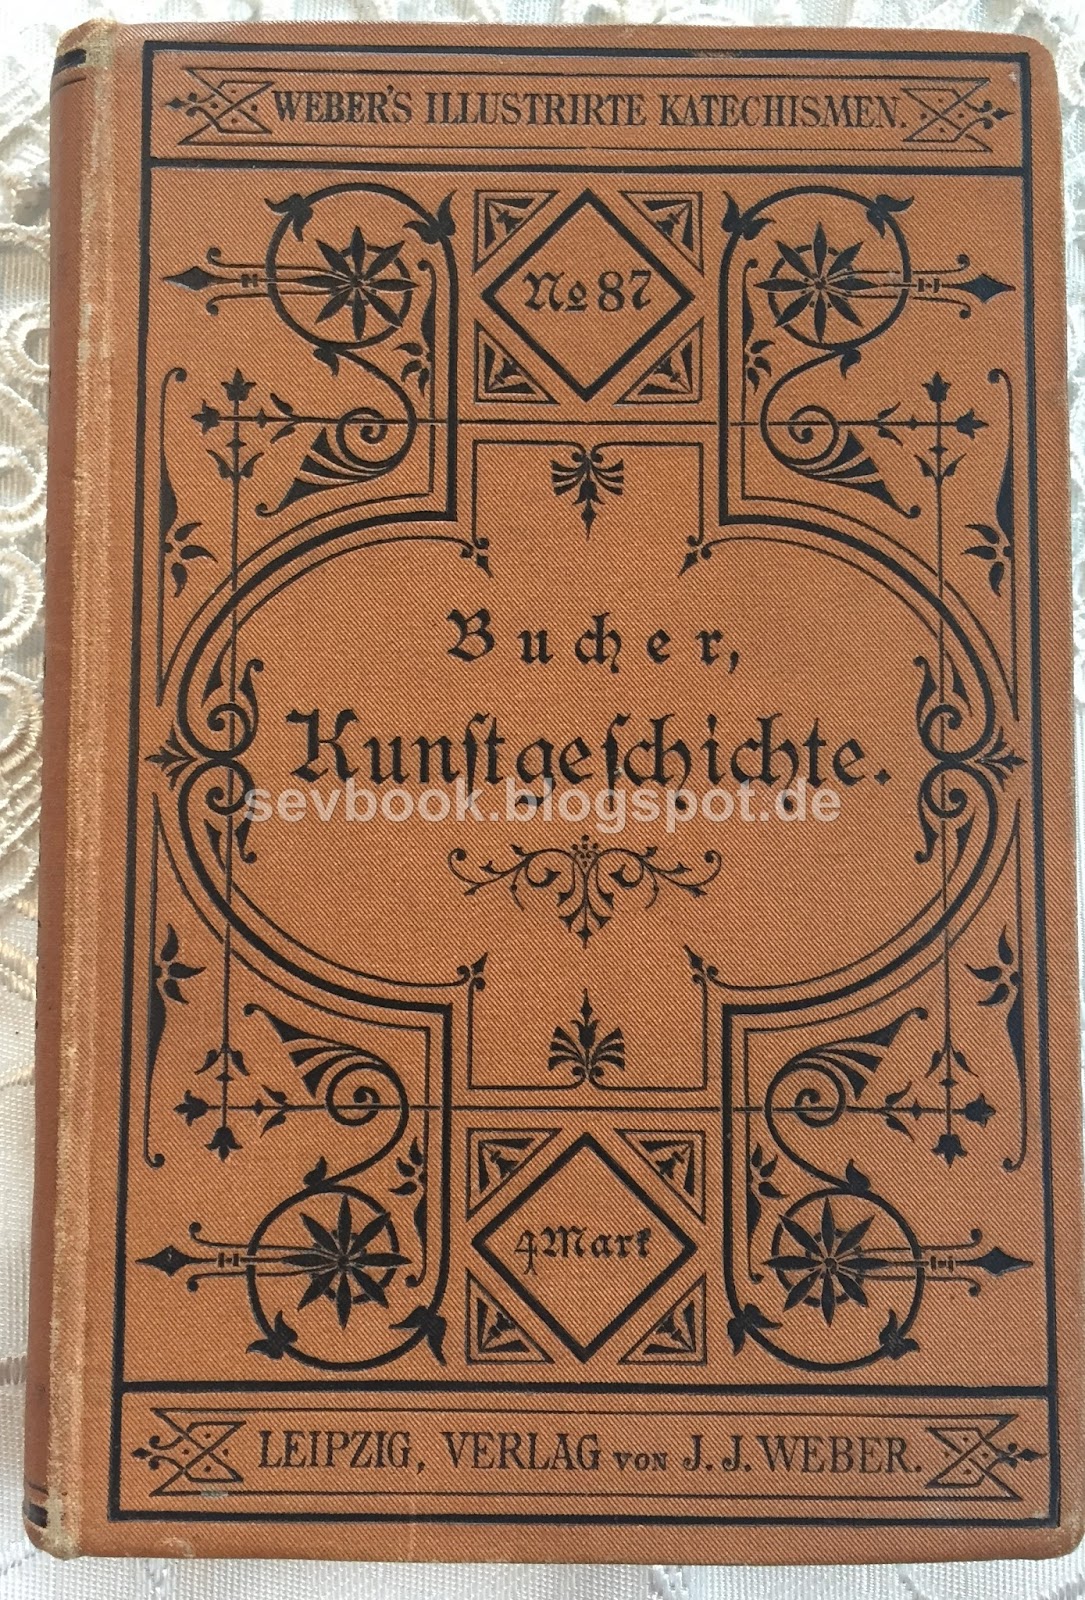 WEBER'S ILLUSTRIRTE KATECHISMEN.
No 87
Bucher,
Kunſtgeſchichte.
sevbook.blogspot.de
4 Mark
LEIPZIG, VERLAG VON J. J. WEBER.